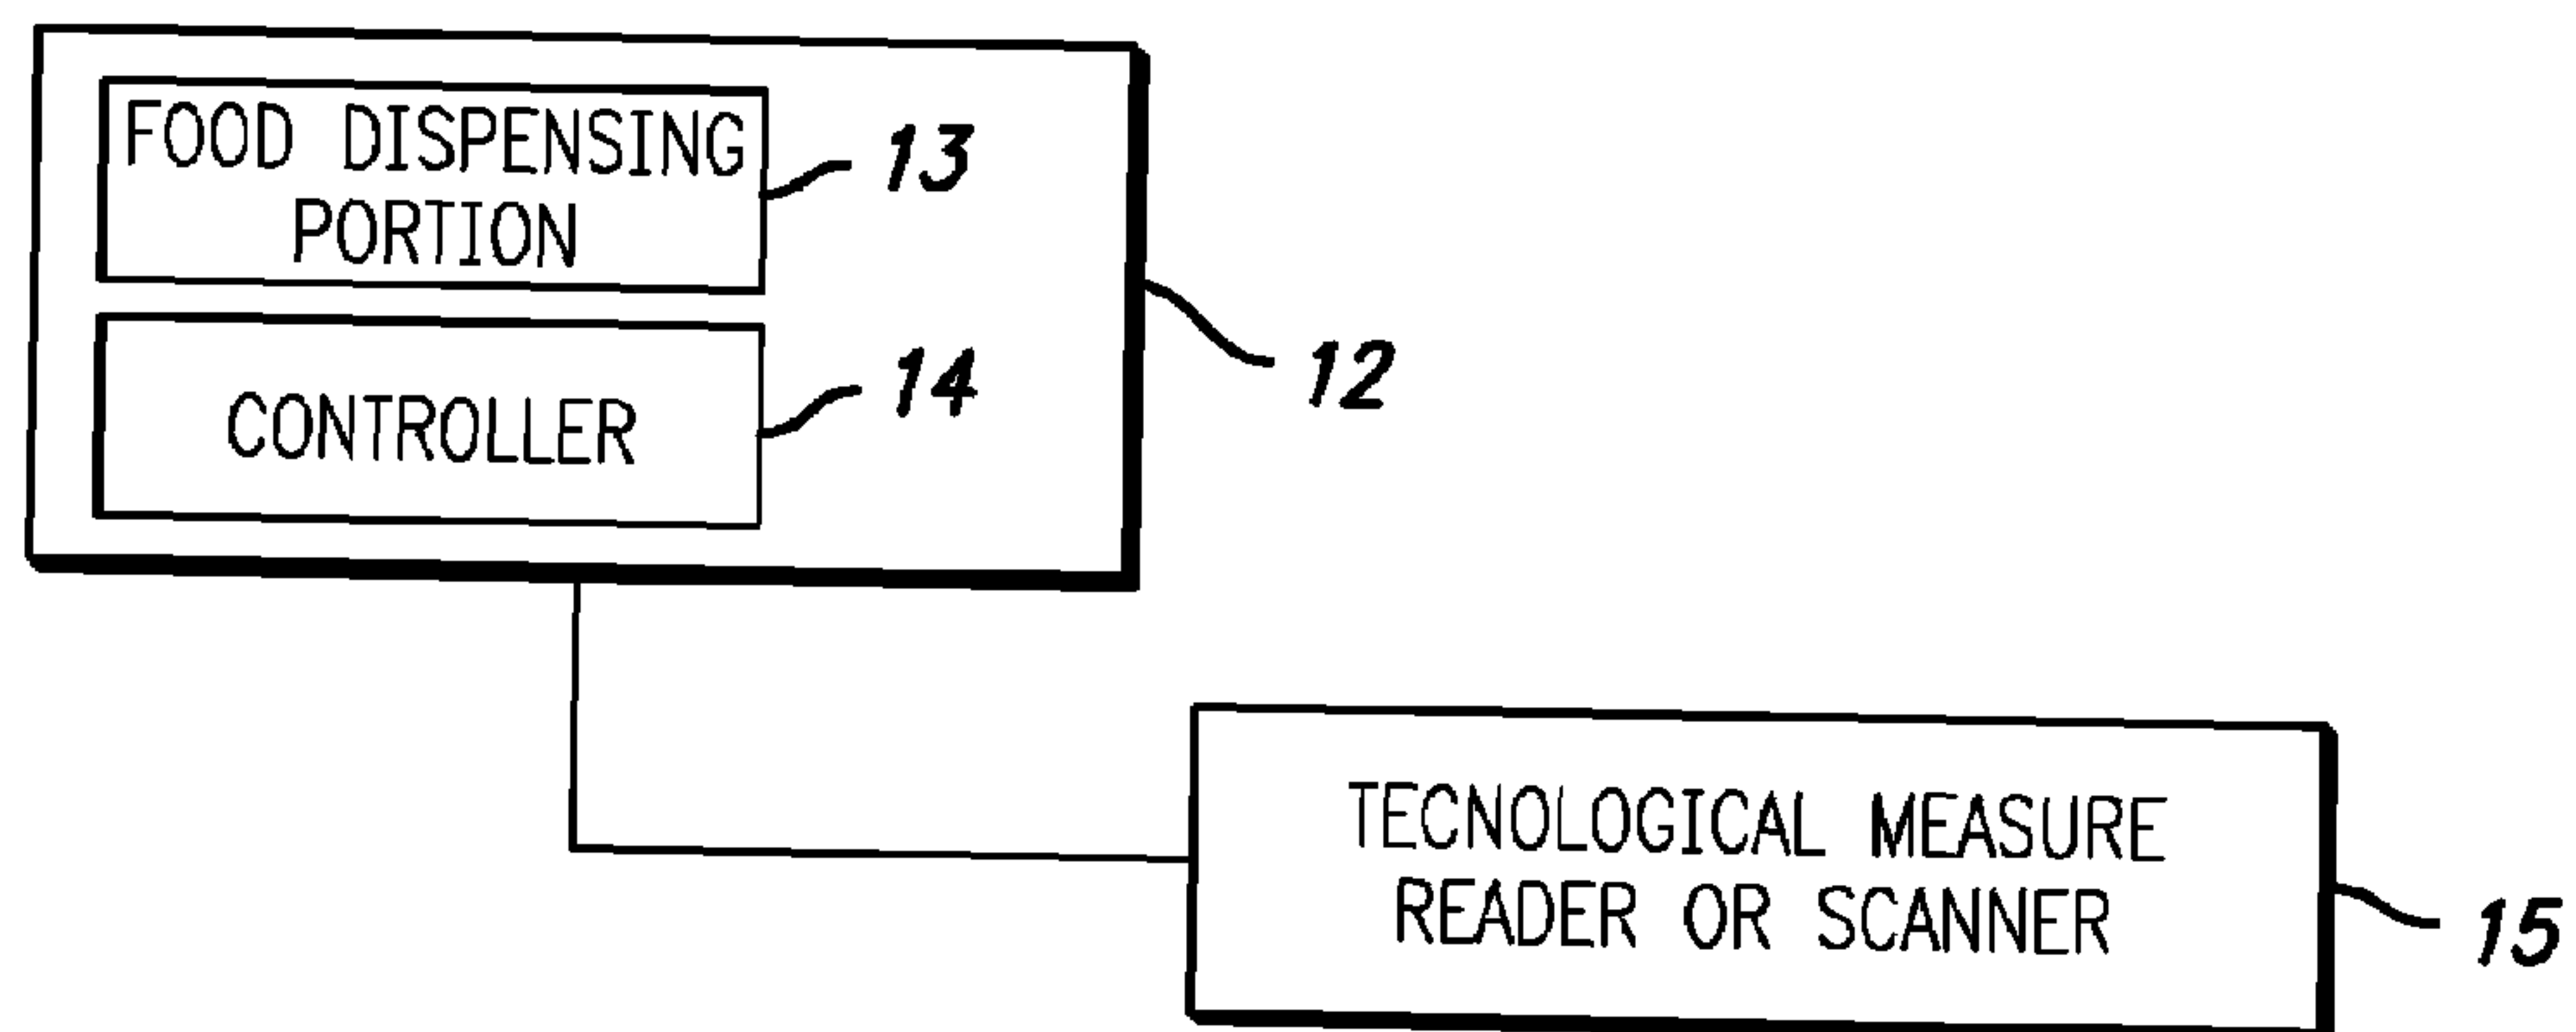 FOOD DISPENSING
PORTION
13
CONTROLLER
14
12
TECNOLOGICAL MEASURE
READER OR SCANNER
15